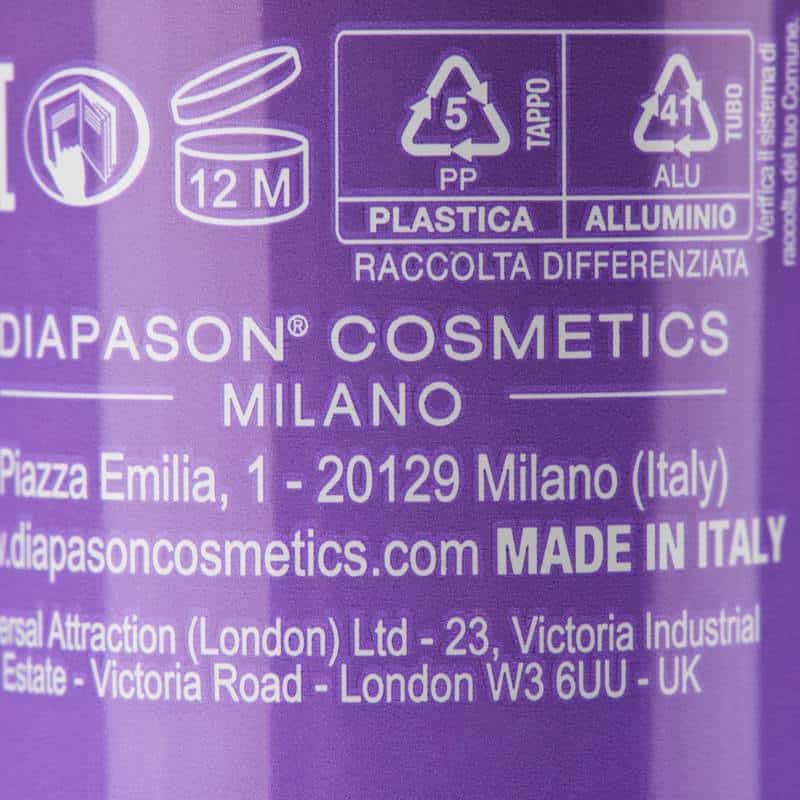 12 M
5
PP
TAPPO
PLASTICA
41
ALU
TUBO
ALLUMINIO
RACCOLTA DIFFERENZIATA
Verifica il sistema di
raccolta del tuo Comune.
DIAPASON® COSMETICS
MILANO
Piazza Emilia, 1 - 20129 Milano (Italy)
.diapasoncosmetics.com MADE IN ITALY
ersal Attraction (London) Ltd - 23, Victoria Industrial
Estate - Victoria Road - London W3 6UU - UK